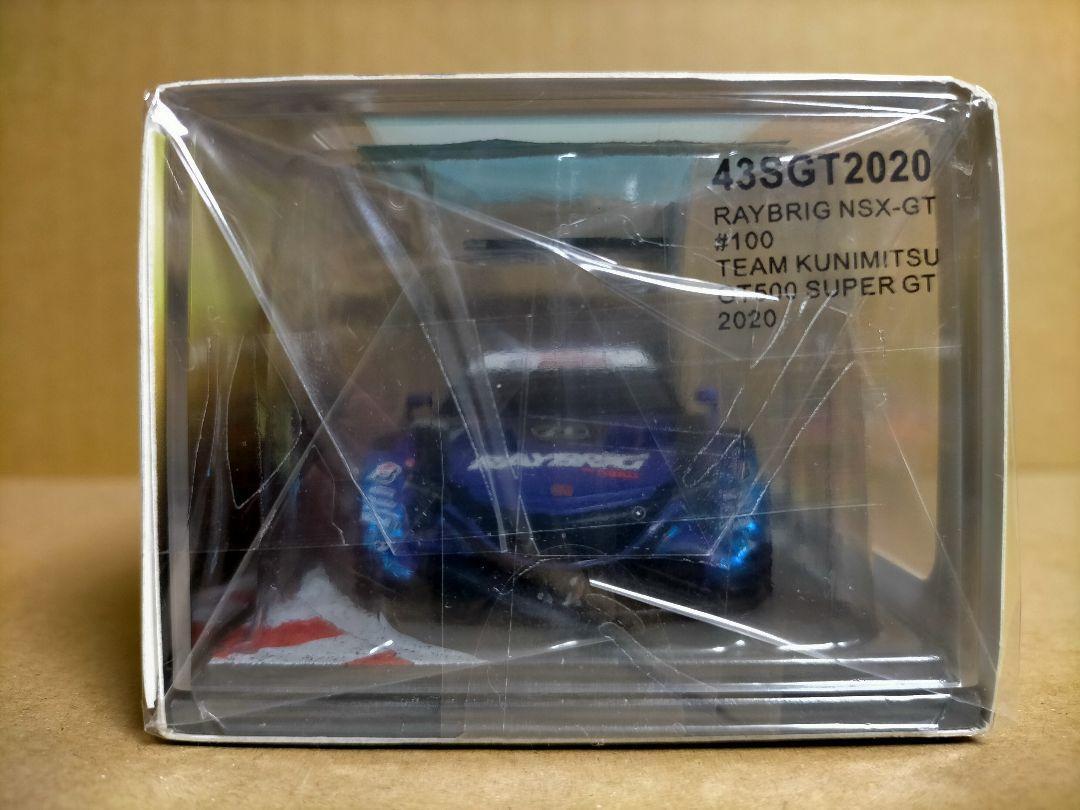 43SGT2020
RAYBRIG NSX-GT
#100
TEAM KUNIMITSU
GT500 SUPER GT
2020
RAYBRIG